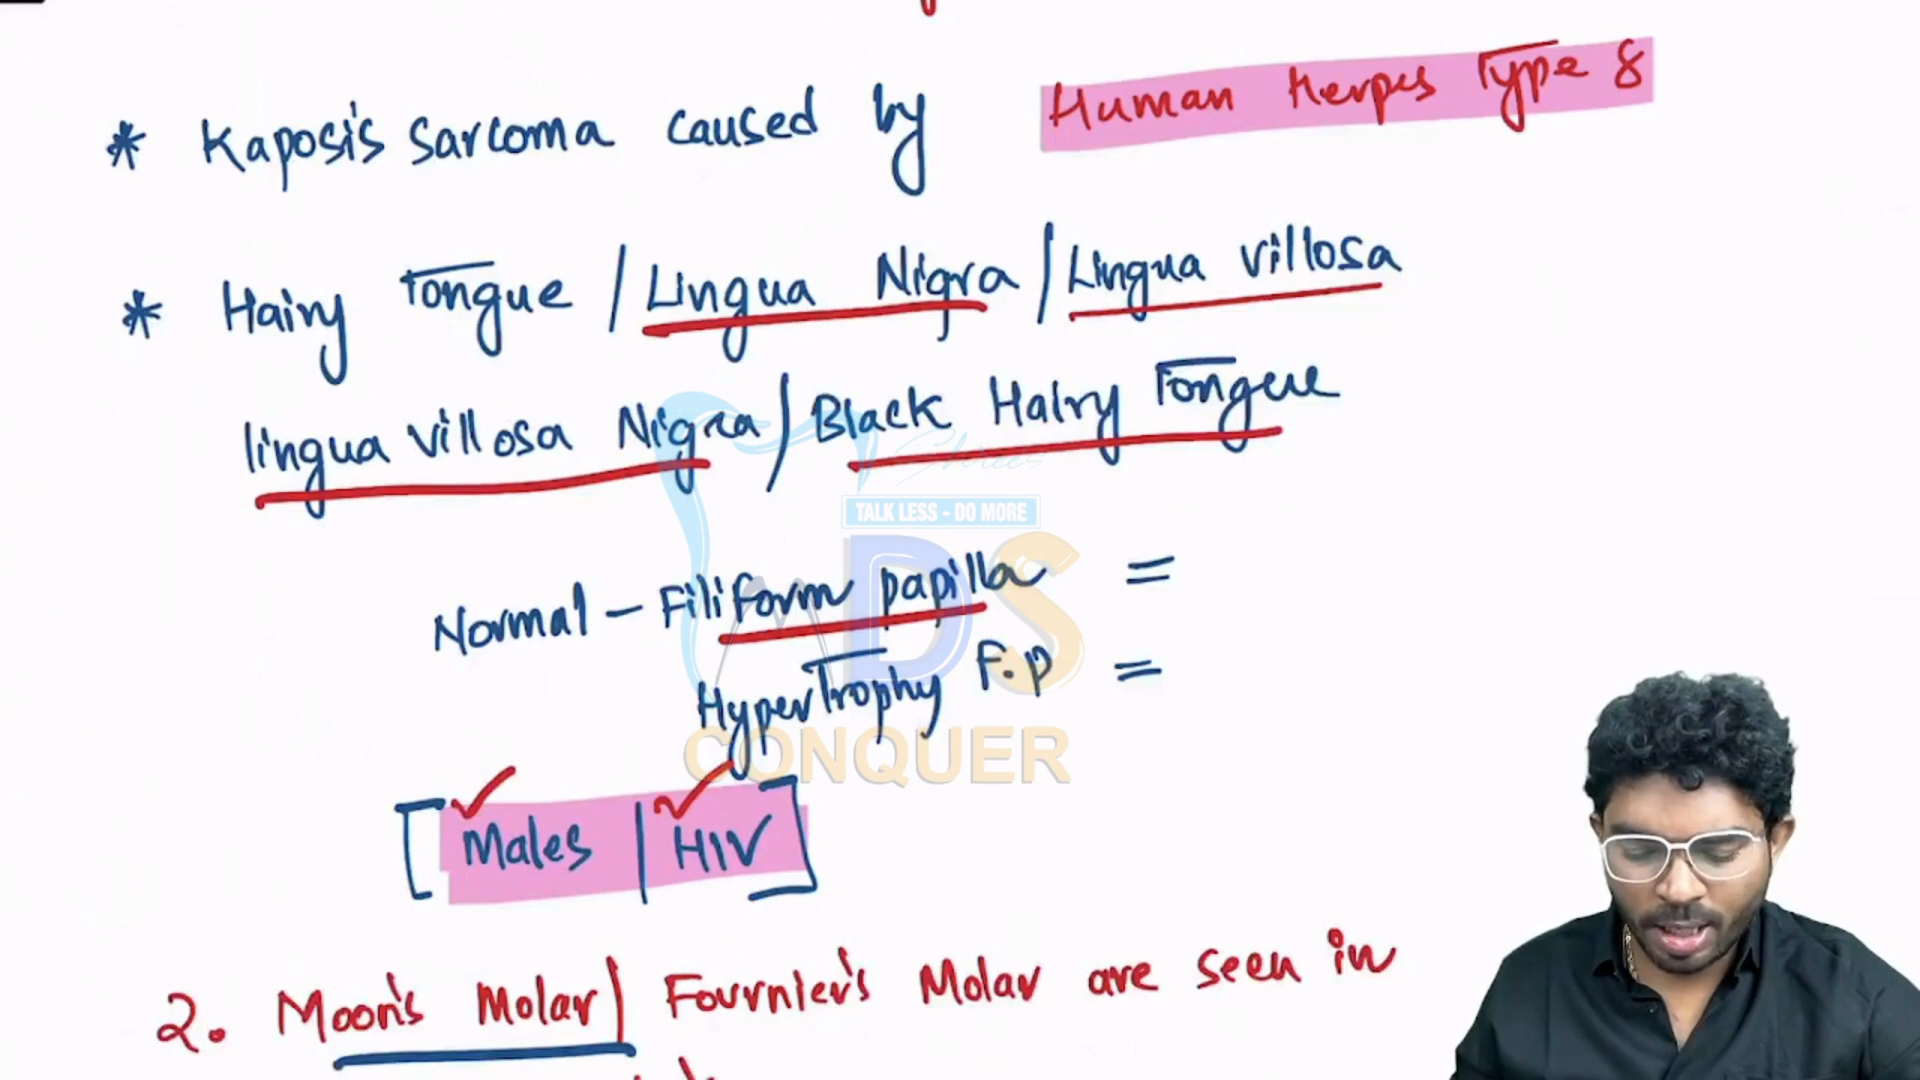 * Kaposi's sarcoma caused by Human Herpes Type 8
* Hairy Tongue / Lingua Nigra / Lingua villosa
lingua villosa Nigra / Black Hairy Tongue
TALK LESS - DO MORE
DS
Normal - Filiform papilla =
HyperTrophy F.P =
CONQUER
[Males | HIV]
2. Moon's Molar | Fournier's Molar are seen in